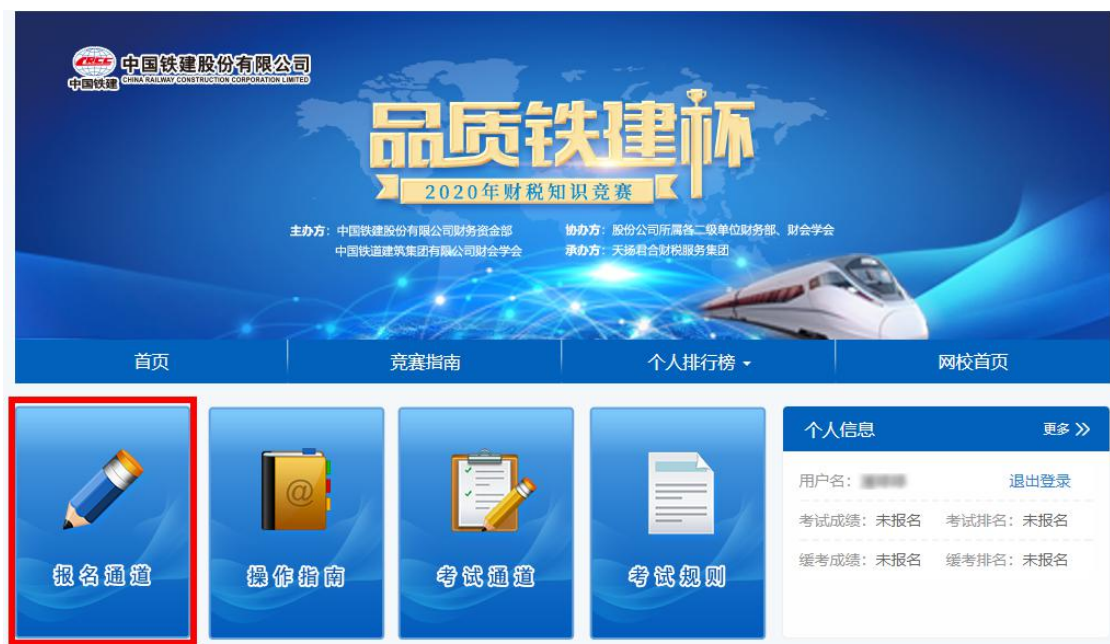 CRCC
中国铁建
中国铁建股份有限公司
CHINA RAILWAY CONSTRUCTION CORPORATION LIMITED
品质铁建杯
2020年财税知识竞赛
主办方：中国铁建股份有限公司财务资金部
中国铁道建筑集团有限公司财会学会
协办方：股份公司所属各二级单位财务部、财会学会
承办方：天扬君合财税服务集团
首页 竞赛指南 个人排行榜 网校首页
报名通道
@
操作指南
考试通道
考试规则
个人信息 更多
用户名： 退出登录
考试成绩：未报名 考试排名：未报名
缓考成绩：未报名 缓考排名：未报名